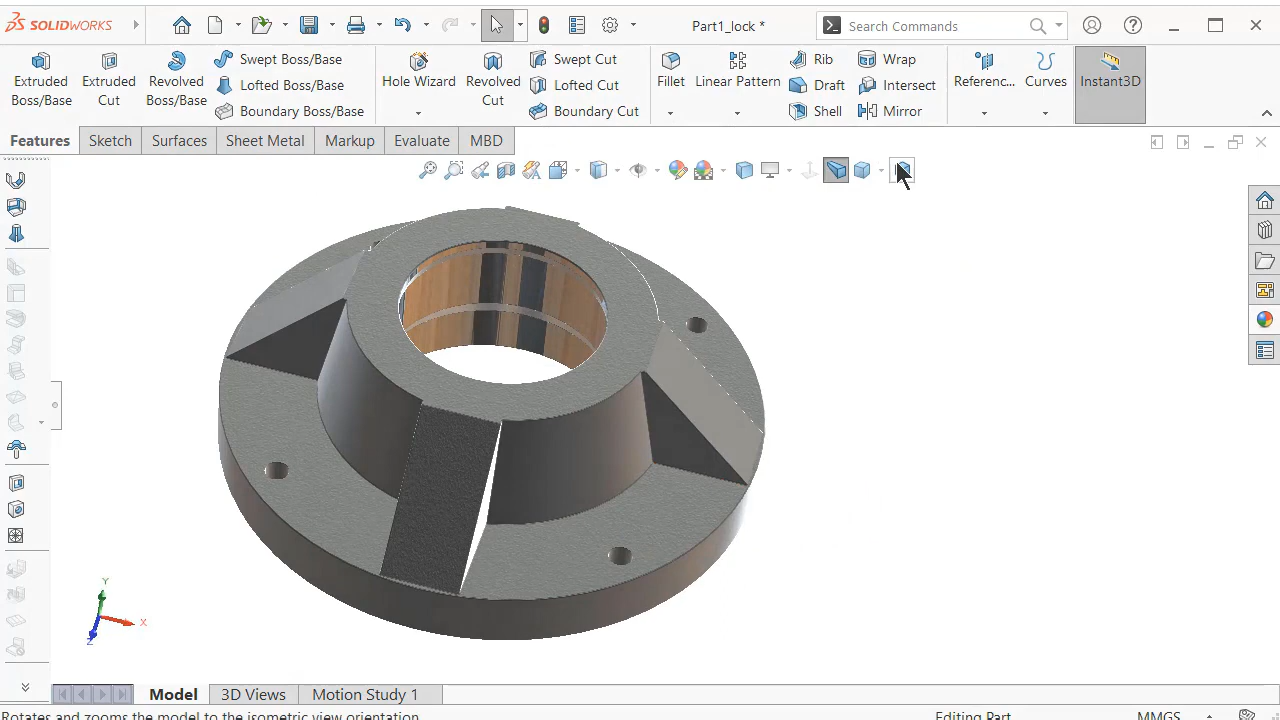 SOLIDWORKS
Part1_lock *
Search Commands
Extruded Boss/Base
Extruded Cut
Revolved Boss/Base
Swept Boss/Base
Lofted Boss/Base
Boundary Boss/Base
Hole Wizard
Revolved Cut
Swept Cut
Lofted Cut
Boundary Cut
Fillet
Linear Pattern
Rib
Draft
Shell
Wrap
Intersect
Mirror
Referenc...
Curves
Instant3D
Features
Sketch
Surfaces
Sheet Metal
Markup
Evaluate
MBD
Y
X
Z
Model
3D Views
Motion Study 1
Rotates and zooms the model to the isometric view orientation.
Editing Part
MMGS